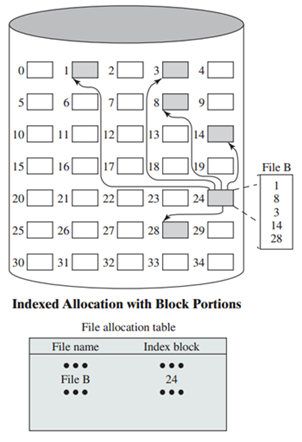 0 1 2 3 4
5 6 7 8 9
10 11 12 13 14
15 16 17 18 19
File B
20 21 22 23 24
1
8
3
14
28
25 26 27 28 29
30 31 32 33 34
Indexed Allocation with Block Portions
File allocation table
File name Index block
••• •••
File B 24
••• •••